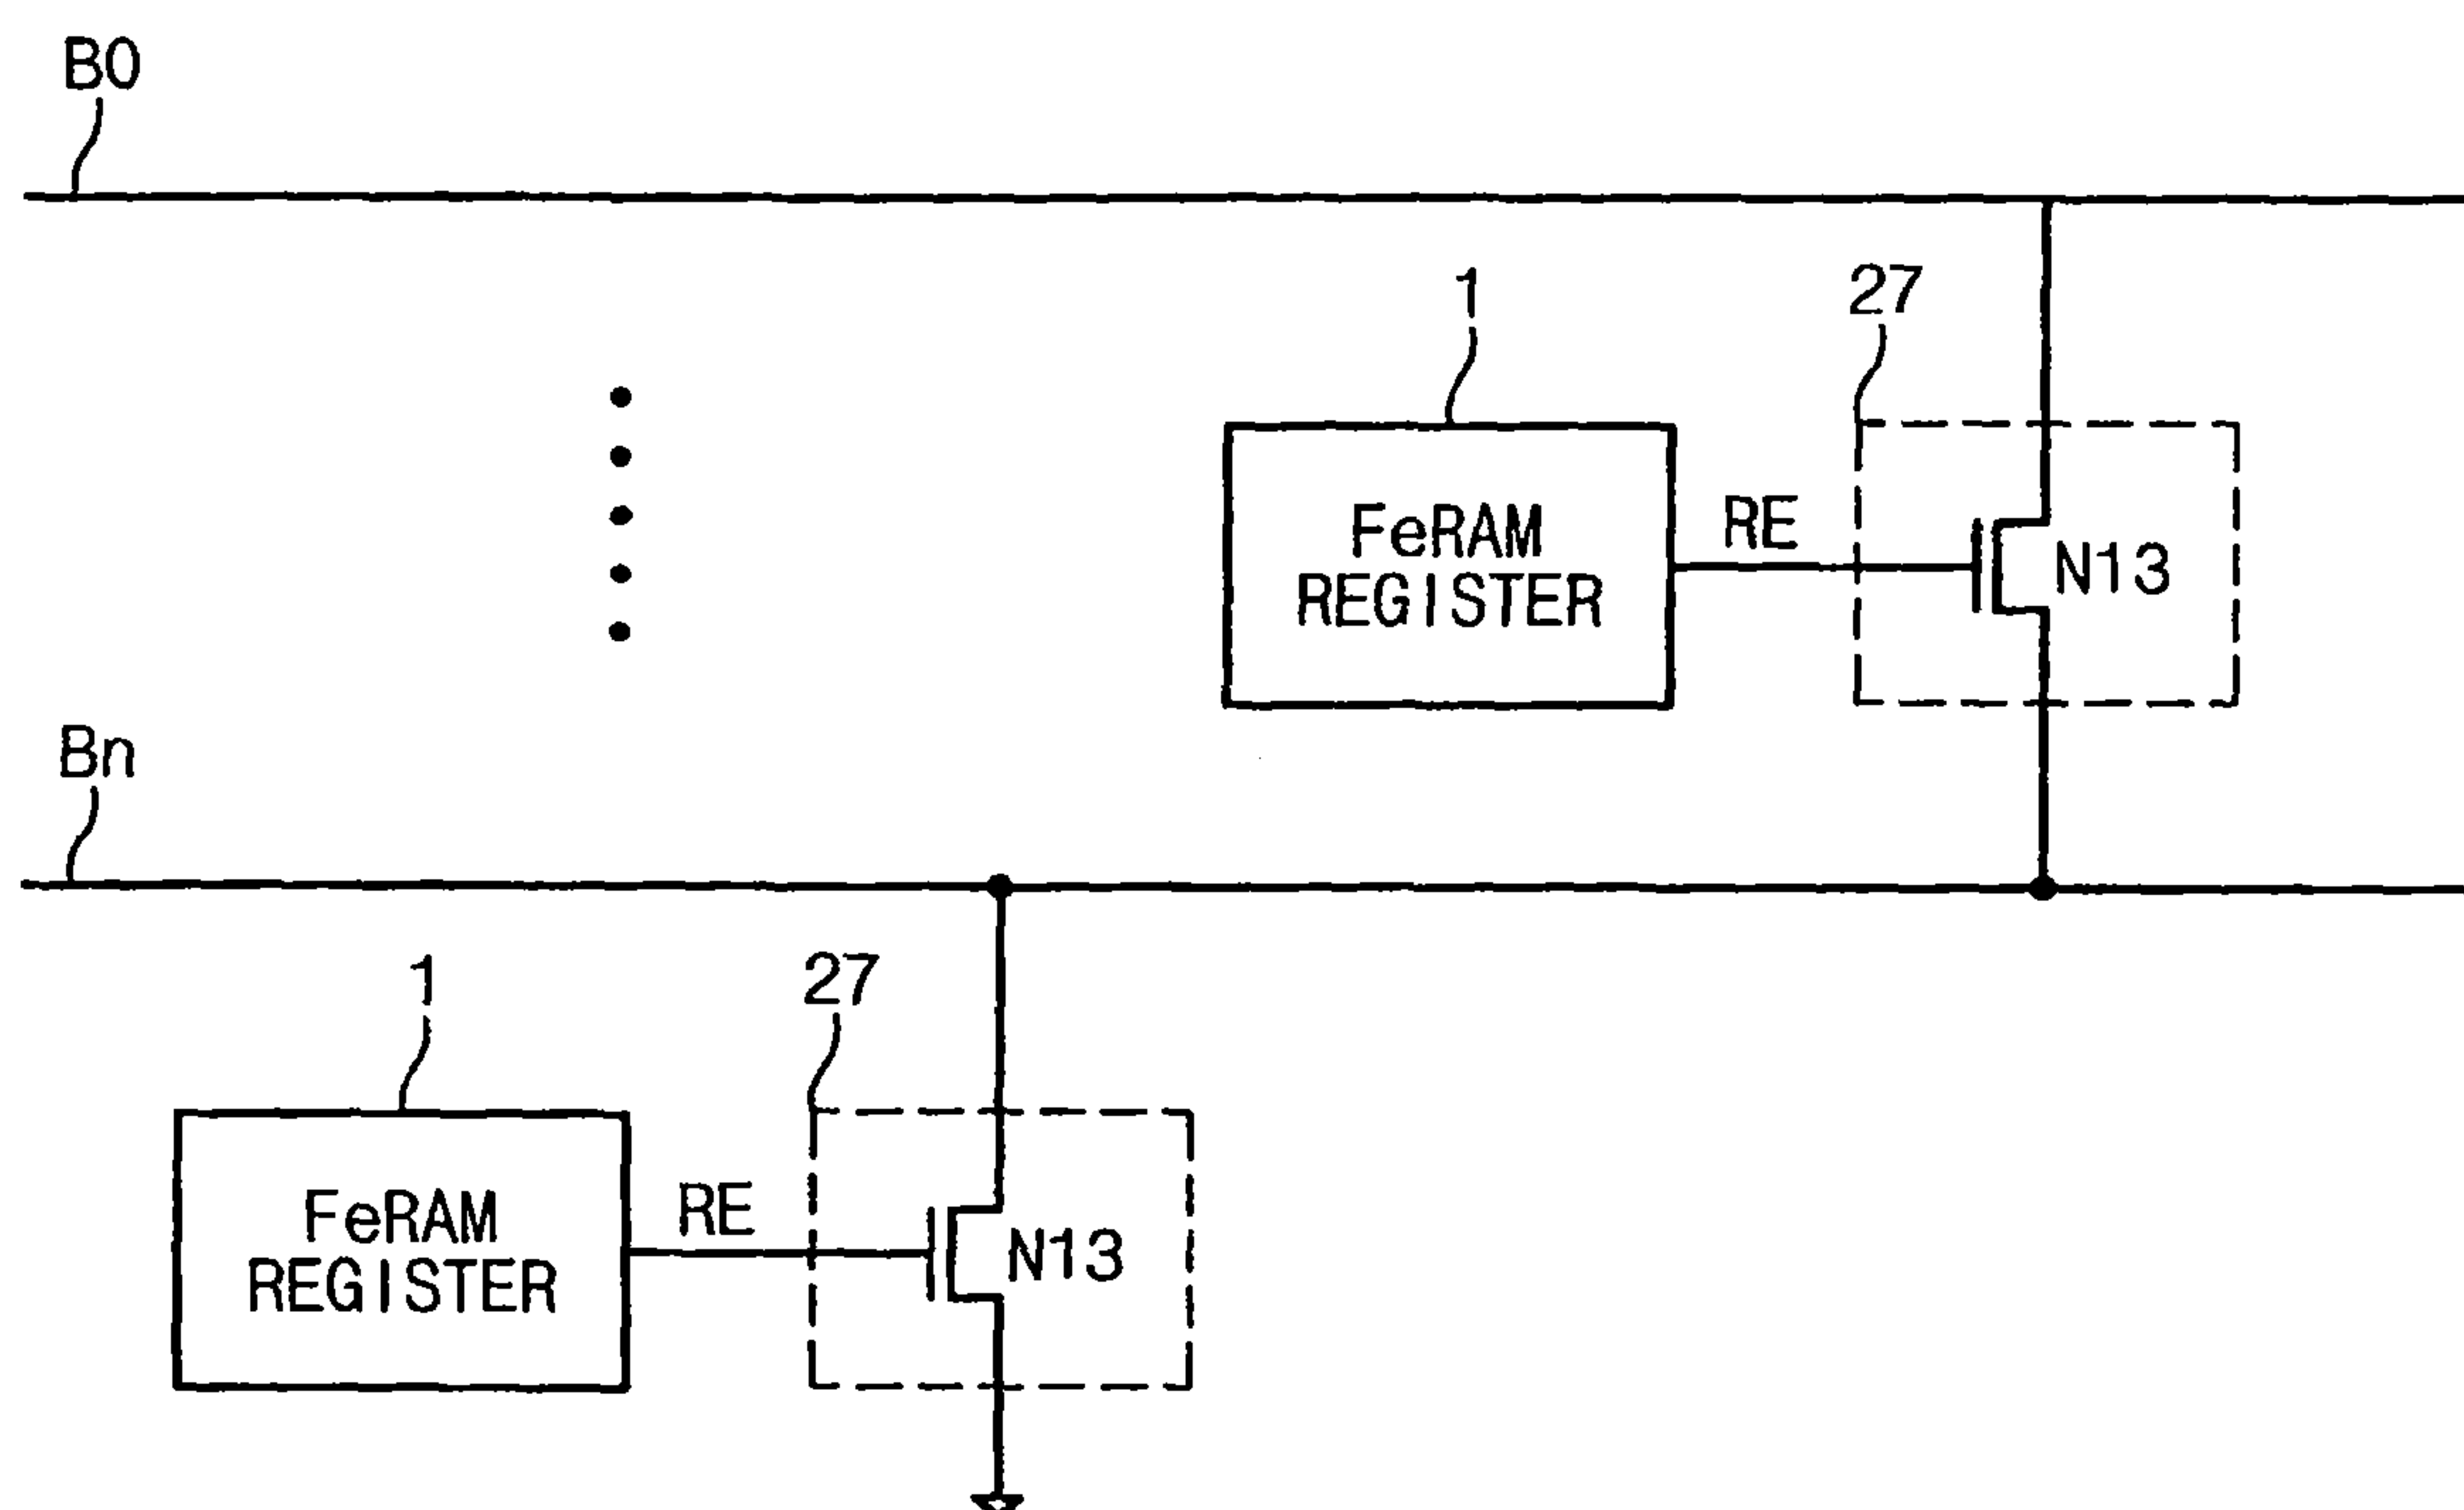 B0
1
27
FeRAM
REGISTER
RE
N13
Bn
1
27
FeRAM
REGISTER
RE
N13